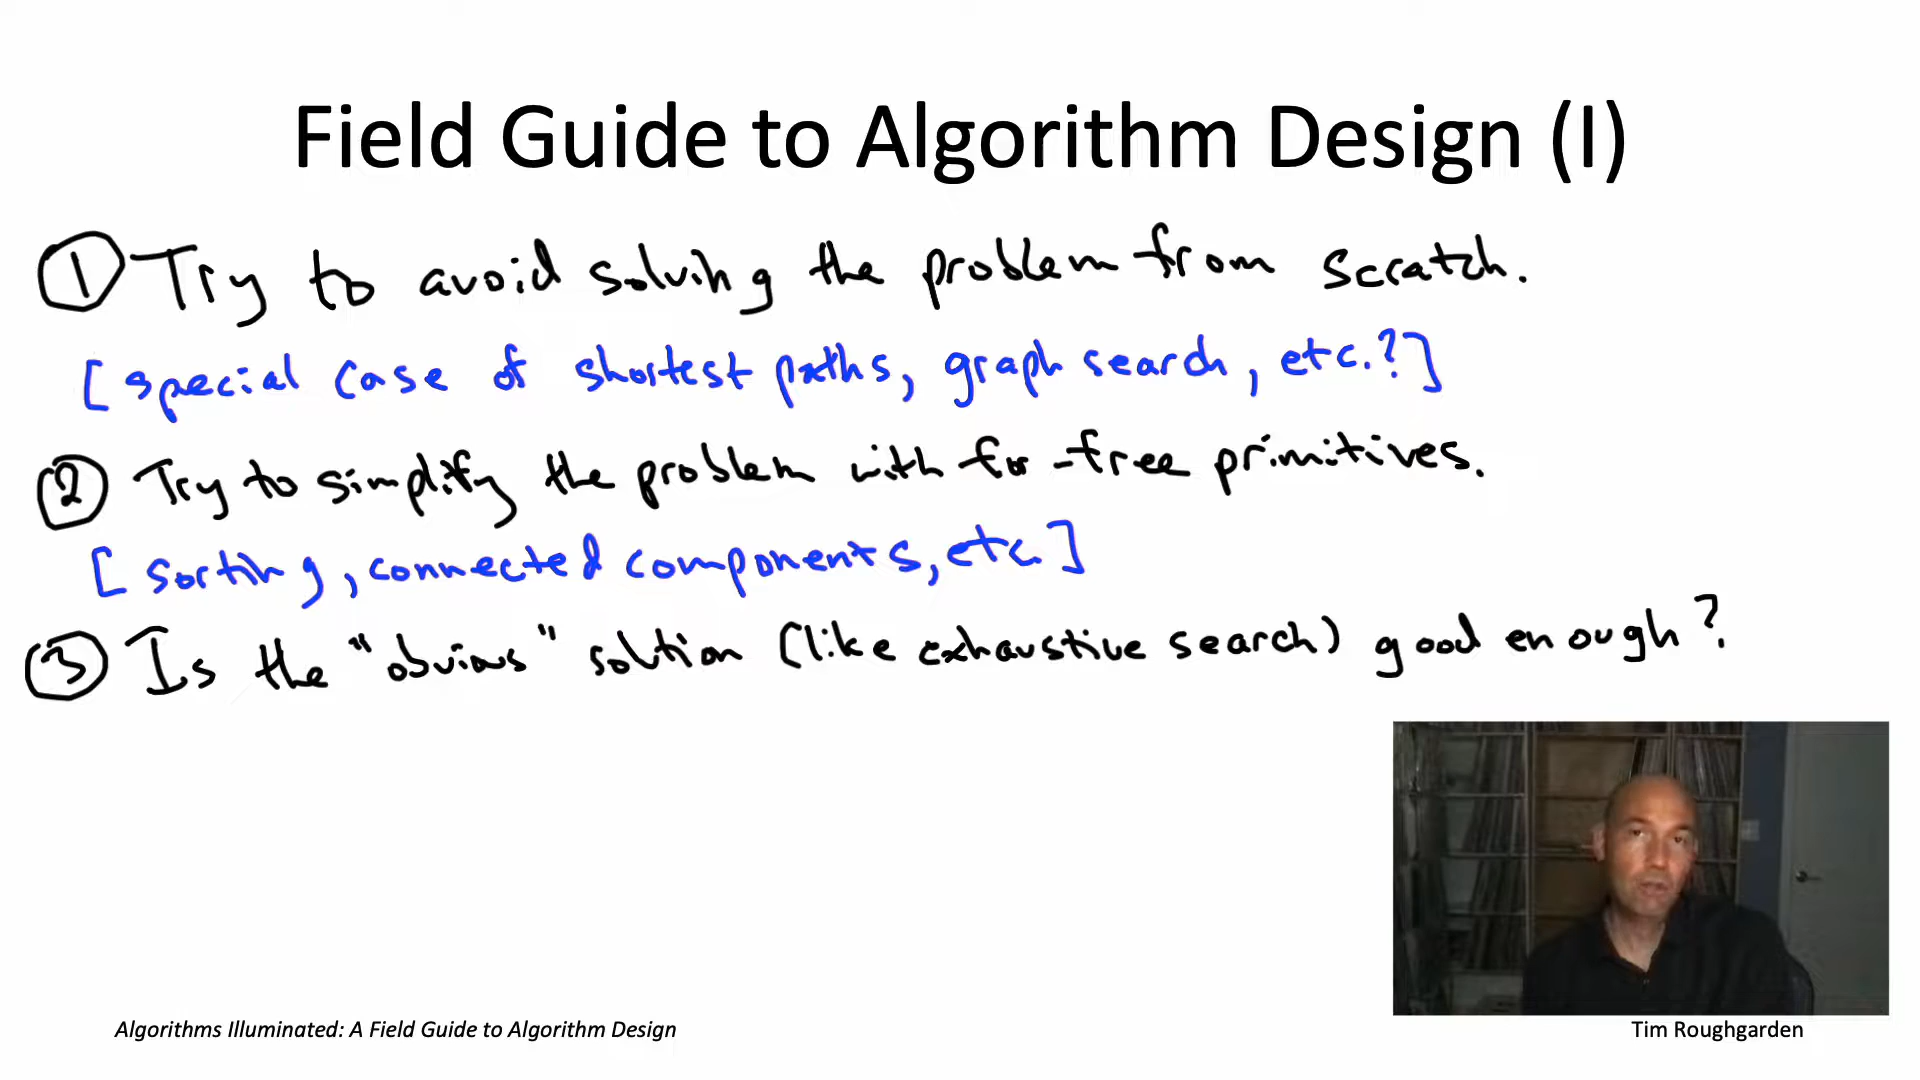 Field Guide to Algorithm Design (I)
① Try to avoid solving the problem from scratch.
[special case of shortest paths, graph search, etc.?]
② Try to simplify the problem with for-free primitives.
[sorting, connected components, etc.]
③ Is the "obvious" solution (like exhaustive search) good enough?
Algorithms Illuminated: A Field Guide to Algorithm Design
Tim Roughgarden